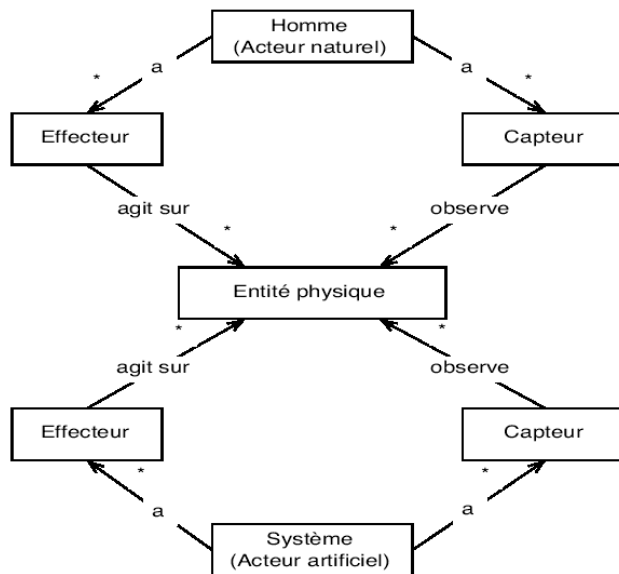 Homme
(Acteur naturel)
a
a
*
*
Effecteur
Capteur
agit sur
observe
*
*
Entité physique
*
*
agit sur
observe
Effecteur
Capteur
*
*
a
a
Système
(Acteur artificiel)